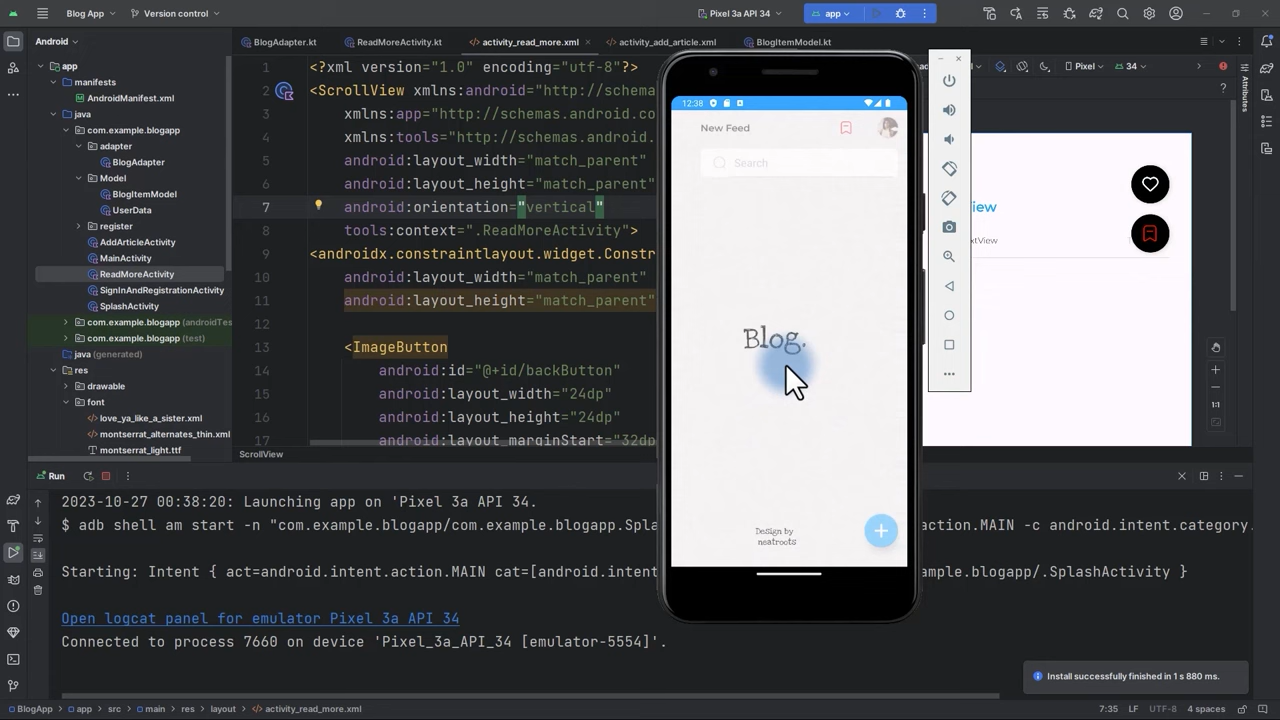 Blog App
Version control
Pixel 3a API 34
app
Android
BlogAdapter.kt
ReadMoreActivity.kt
activity_read_more.xml
activity_add_article.xml
BlogItemModel.kt
app
manifests
AndroidManifest.xml
java
com.example.blogapp
adapter
BlogAdapter
Model
BlogItemModel
UserData
register
AddArticleActivity
MainActivity
ReadMoreActivity
SignInAndRegistrationActivity
SplashActivity
com.example.blogapp (androidTes
com.example.blogapp (test)
java (generated)
res
drawable
font
love_ya_like_a_sister.xml
montserrat_alternates_thin.xml
montserrat_light.ttf
1 <?xml version="1.0" encoding="utf-8"?>
2 <ScrollView xmlns:android="http://schema
3 xmlns:app="http://schemas.android.co
4 xmlns:tools="http://schemas.android.
5 android:layout_width="match_parent"
6 android:layout_height="match_parent"
7 android:orientation="vertical"
8 tools:context=".ReadMoreActivity">
9 <androidx.constraintlayout.widget.Constr
10 android:layout_width="match_parent"
11 android:layout_height="match_parent"
12
13 <ImageButton
14 android:id="@+id/backButton"
15 android:layout_width="24dp"
16 android:layout_height="24dp"
17 android:layout_marginStart="32dp
ScrollView
12:38
New Feed
Search
Blog.
Design by
neatroots
Pixel
34
Attributes
iew
xtView
1:1
Run
2023-10-27 00:38:20: Launching app on 'Pixel 3a API 34.
$ adb shell am start -n "com.example.blogapp/com.example.blogapp.Spla
action.MAIN -c android.intent.category.
Starting: Intent { act=android.intent.action.MAIN cat=[android.intent
example.blogapp/.SplashActivity }
Open logcat panel for emulator Pixel 3a API 34
Connected to process 7660 on device 'Pixel_3a_API_34 [emulator-5554]'.
Install successfully finished in 1 s 880 ms.
BlogApp > app > src > main > res > layout > activity_read_more.xml
7:35 LF UTF-8 4 spaces